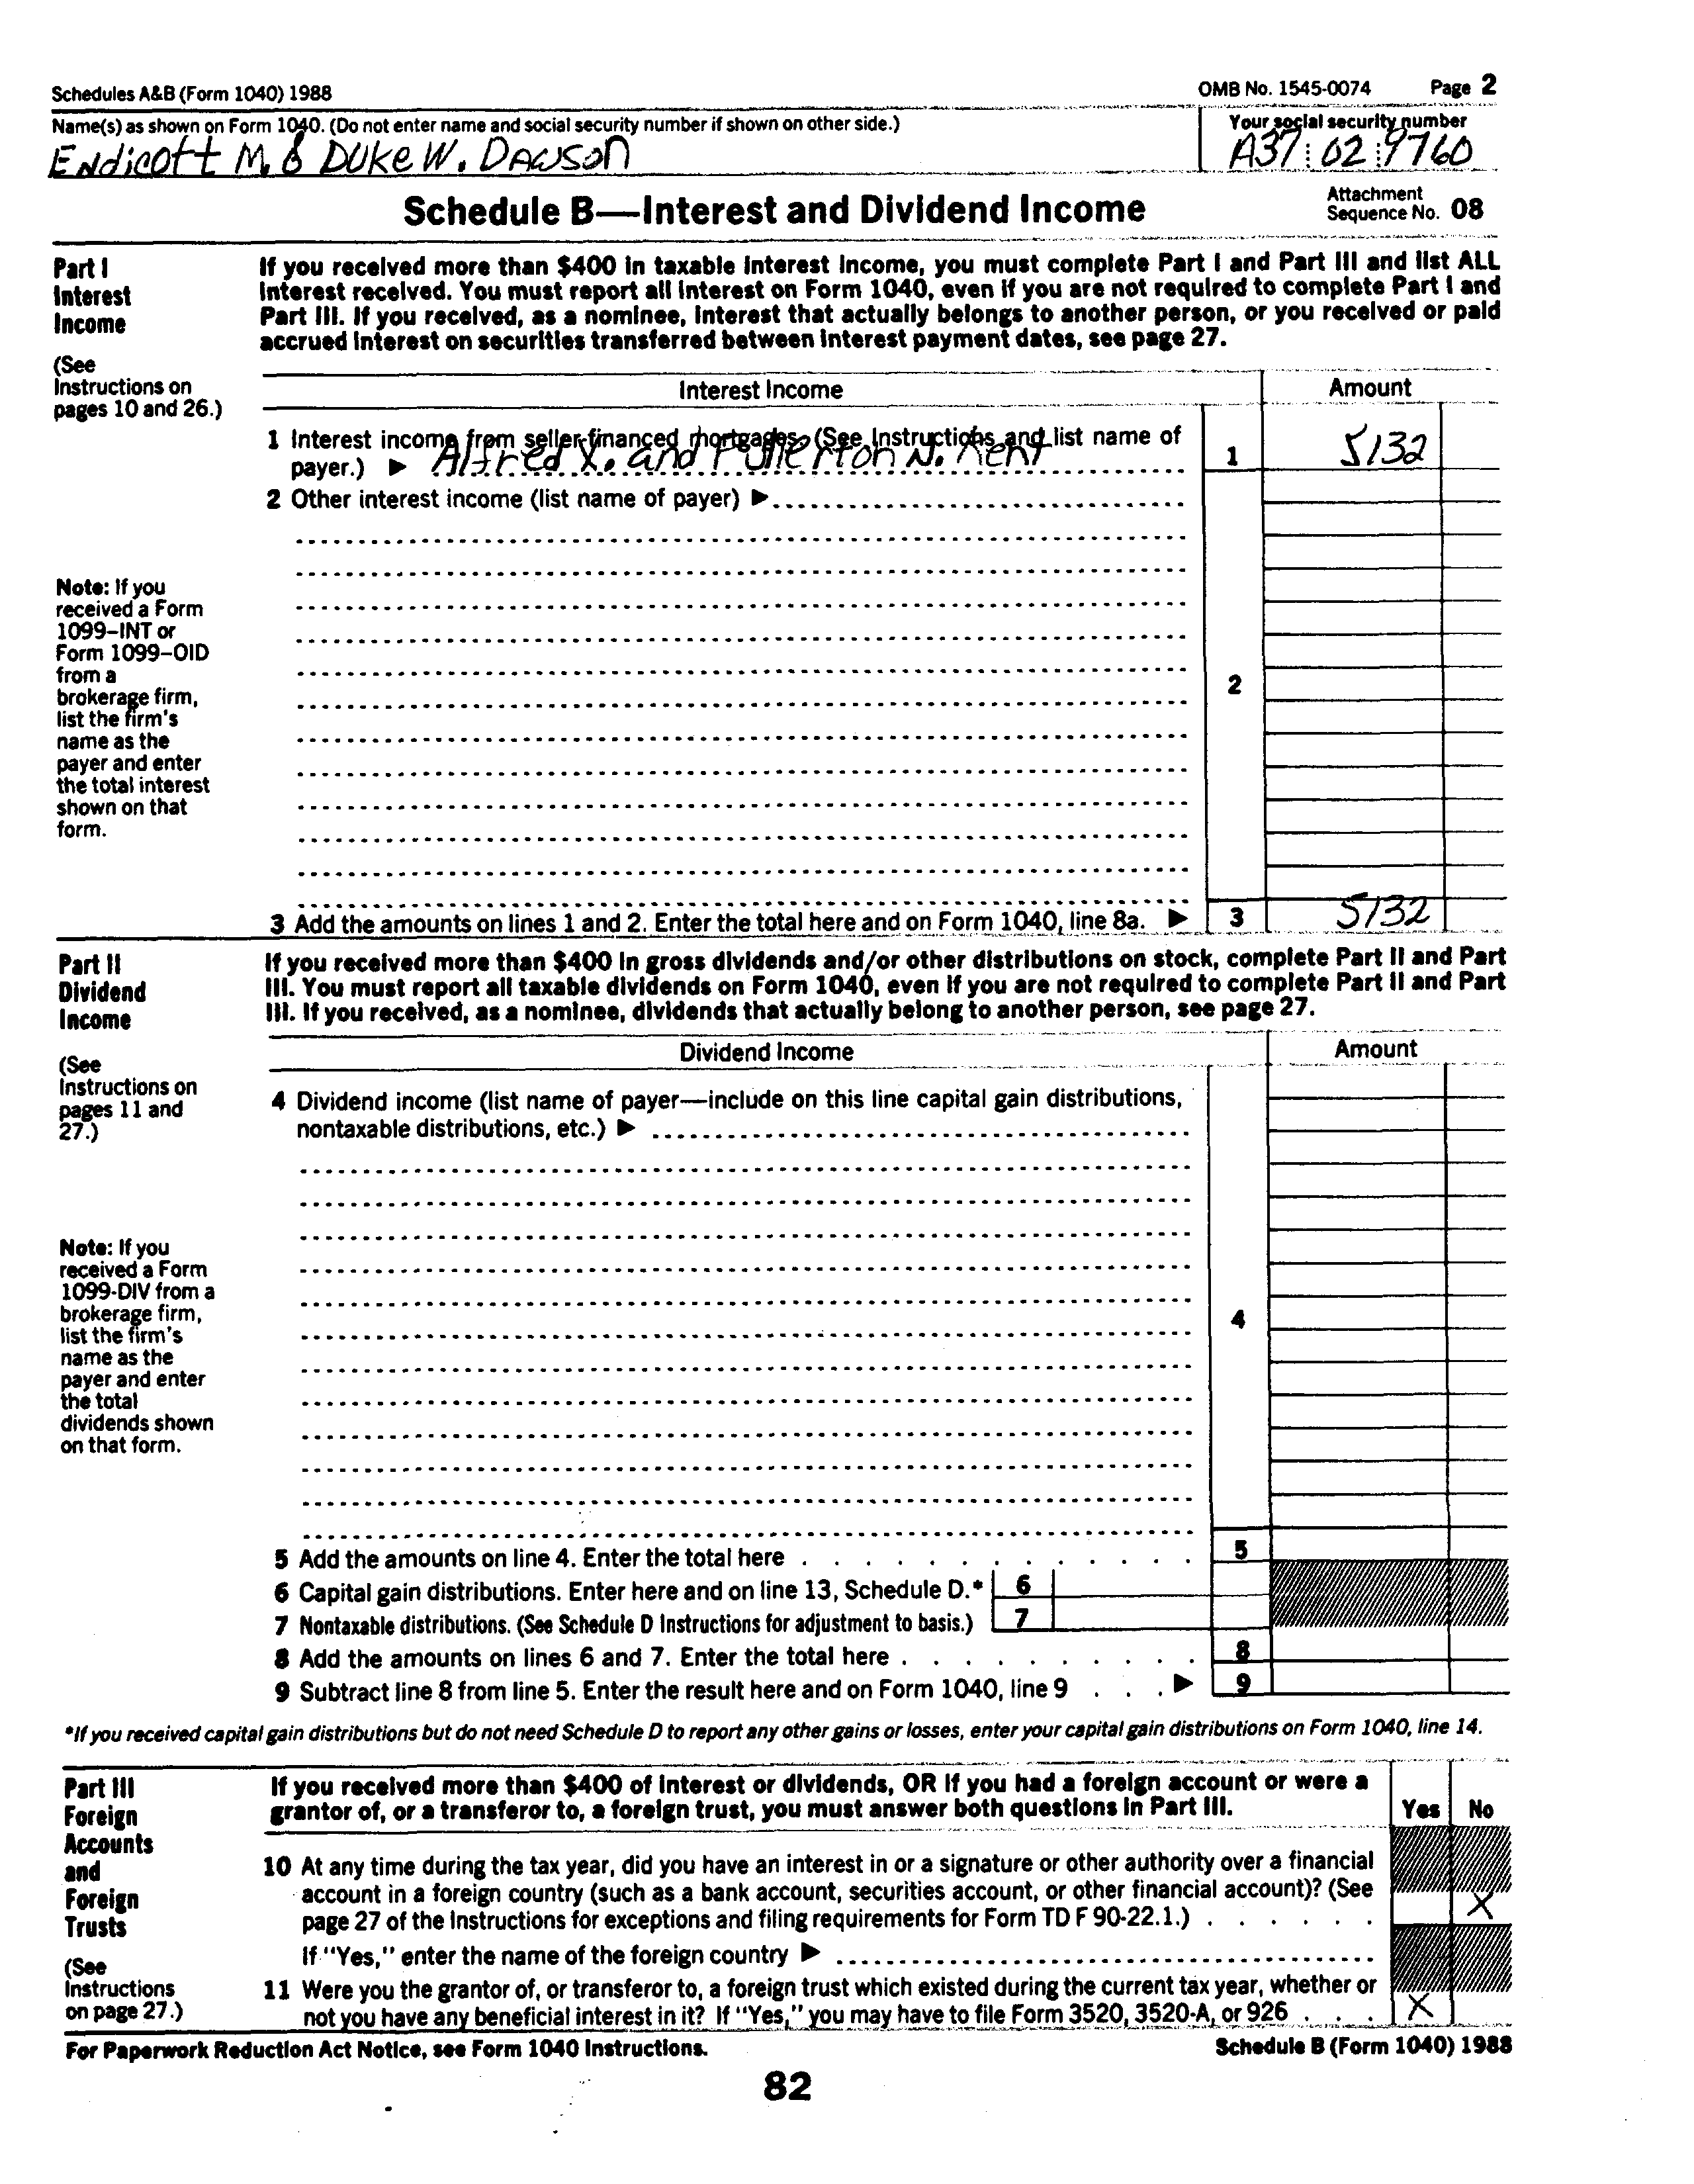 Schedules A&B (Form 1040) 1988 OMB No. 1545-0074 Page 2
Name(s) as shown on Form 1040. (Do not enter name and social security number if shown on other side.) Your social security number
Endicott M. & Duke W. Dawson A37 02 9760
Schedule B—Interest and Dividend Income
Attachment
Sequence No. 08
Part I
Interest
Income
(See
Instructions on
pages 10 and 26.)
If you received more than $400 in taxable interest income, you must complete Part I and Part III and list ALL
interest received. You must report all interest on Form 1040, even if you are not required to complete Part I and
Part III. If you received, as a nominee, interest that actually belongs to another person, or you received or paid
accrued interest on securities transferred between interest payment dates, see page 27.
Interest Income Amount
1 Interest income from seller-financed mortgages. (See Instructions and list name of
payer.) ▶ Alfred X. and Fullerton N. Kent 1 5132
2 Other interest income (list name of payer) ▶
Note: If you
received a Form
1099–INT or
Form 1099–OID
from a
brokerage firm,
list the firm's
name as the
payer and enter
the total interest
shown on that
form.
2
3 Add the amounts on lines 1 and 2. Enter the total here and on Form 1040, line 8a. ▶ 3 5132
Part II
Dividend
Income
(See
Instructions on
pages 11 and
27.)
If you received more than $400 in gross dividends and/or other distributions on stock, complete Part II and Part
III. You must report all taxable dividends on Form 1040, even if you are not required to complete Part II and Part
III. If you received, as a nominee, dividends that actually belong to another person, see page 27.
Dividend Income Amount
4 Dividend income (list name of payer—include on this line capital gain distributions,
nontaxable distributions, etc.) ▶
Note: If you
received a Form
1099-DIV from a
brokerage firm,
list the firm's
name as the
payer and enter
the total
dividends shown
on that form.
4
5 Add the amounts on line 4. Enter the total here 5
6 Capital gain distributions. Enter here and on line 13, Schedule D.* 6
7 Nontaxable distributions. (See Schedule D Instructions for adjustment to basis.) 7
8 Add the amounts on lines 6 and 7. Enter the total here 8
9 Subtract line 8 from line 5. Enter the result here and on Form 1040, line 9 ▶ 9
*If you received capital gain distributions but do not need Schedule D to report any other gains or losses, enter your capital gain distributions on Form 1040, line 14.
Part III
Foreign
Accounts
and
Foreign
Trusts
(See
Instructions
on page 27.)
If you received more than $400 of interest or dividends, OR if you had a foreign account or were a
grantor of, or a transferor to, a foreign trust, you must answer both questions in Part III. Yes No
10 At any time during the tax year, did you have an interest in or a signature or other authority over a financial
account in a foreign country (such as a bank account, securities account, or other financial account)? (See
page 27 of the Instructions for exceptions and filing requirements for Form TD F 90-22.1.) X
If "Yes," enter the name of the foreign country ▶
11 Were you the grantor of, or transferor to, a foreign trust which existed during the current tax year, whether or
not you have any beneficial interest in it? If "Yes," you may have to file Form 3520, 3520-A, or 926 X
For Paperwork Reduction Act Notice, see Form 1040 Instructions. Schedule B (Form 1040) 1988
82